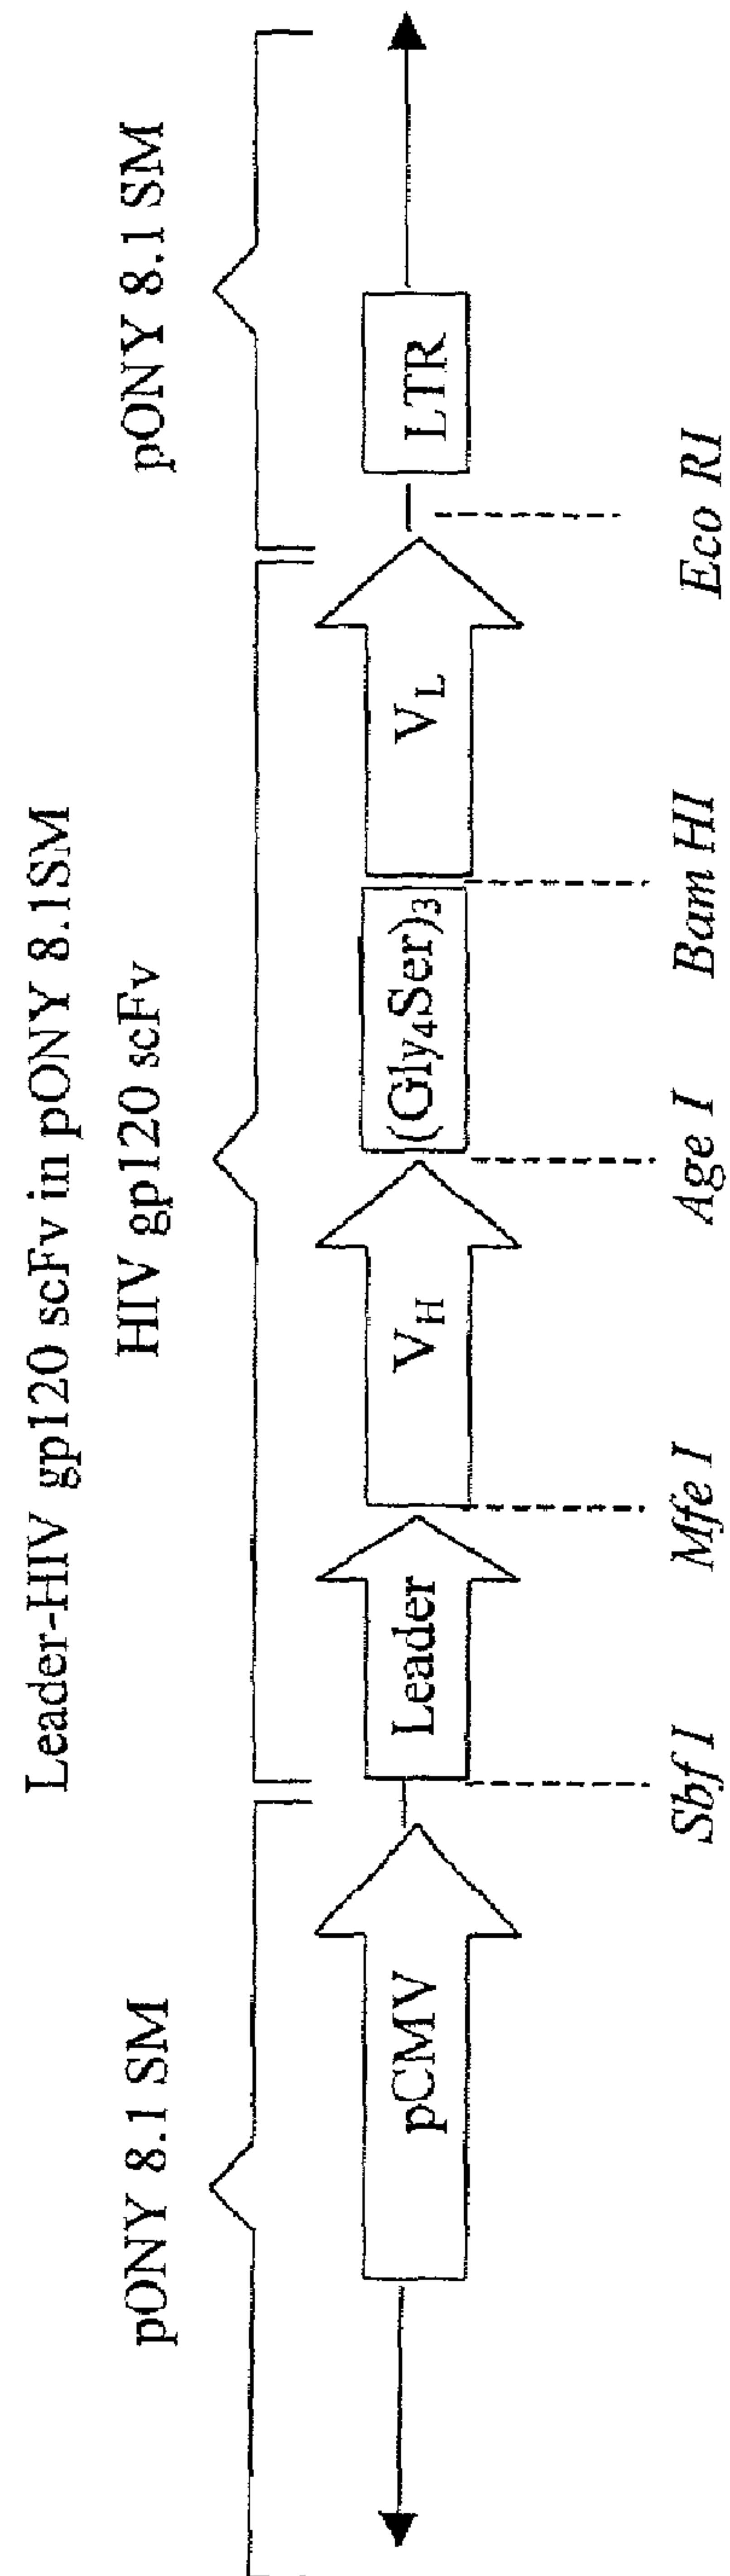 Leader-HIV gp120 scFv in pONY 8.1SM
pONY 8.1 SM
HIV gp120 scFv
pONY 8.1 SM
pCMV
Leader
VH
(Gly4Ser)3
VL
LTR
Sbf I
Mfe I
Age I
Bam HI
Eco RI